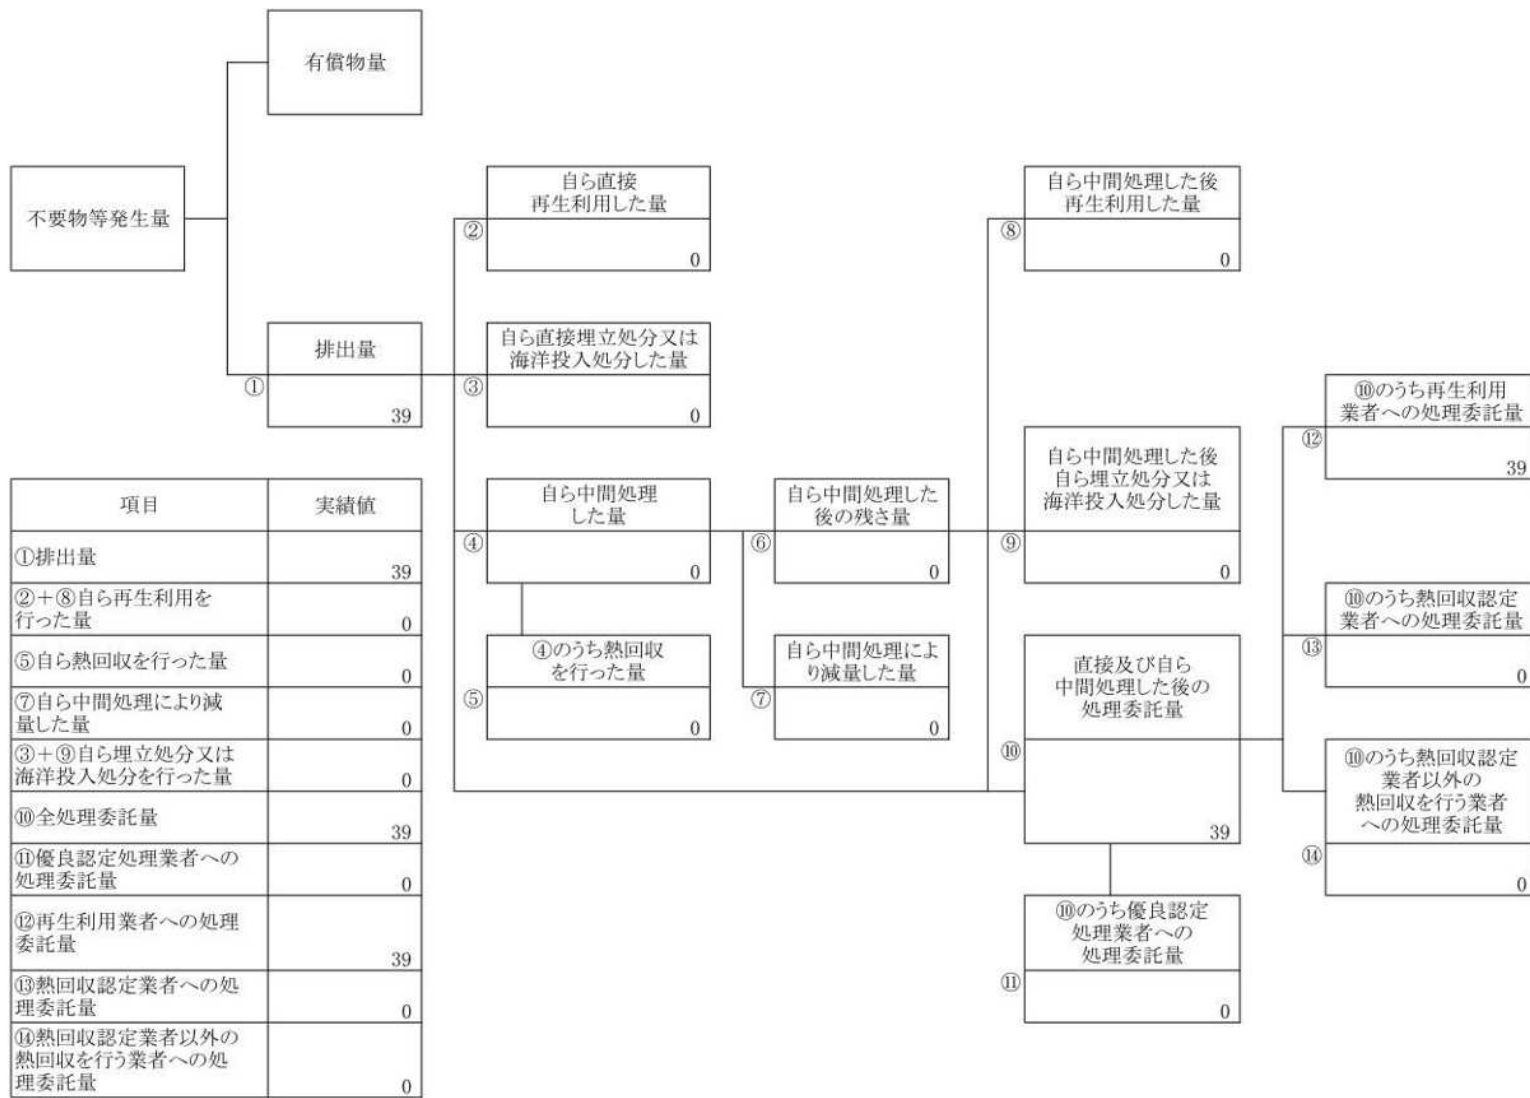 有償物量
不要物等発生量
自ら直接
再生利用した量
②
0
自ら中間処理した後
再生利用した量
⑧
0
排出量
①
39
自ら直接埋立処分又は
海洋投入処分した量
③
0
⑩のうち再生利用
業者への処理委託量
⑫
39
自ら中間処理した後
自ら埋立処分又は
海洋投入処分した量
⑨
0
自ら中間処理
した量
④
0
自ら中間処理した
後の残さ量
⑥
0
⑩のうち熱回収認定
業者への処理委託量
⑬
0
④のうち熱回収
を行った量
⑤
0
自ら中間処理によ
り減量した量
⑦
0
直接及び自ら
中間処理した後の
処理委託量
⑩
39
⑩のうち熱回収認定
業者以外の
熱回収を行う業者
への処理委託量
⑭
0
⑩のうち優良認定
処理業者への
処理委託量
⑪
0
項目 実績値
①排出量
39
②+⑧自ら再生利用を
行った量 0
⑤自ら熱回収を行った量
0
⑦自ら中間処理により減
量した量 0
③+⑨自ら埋立処分又は
海洋投入処分を行った量 0
⑩全処理委託量
39
⑪優良認定処理業者への
処理委託量 0
⑫再生利用業者への処理
委託量 39
⑬熱回収認定業者への処
理委託量 0
⑭熱回収認定業者以外の
熱回収を行う業者への処
理委託量 0